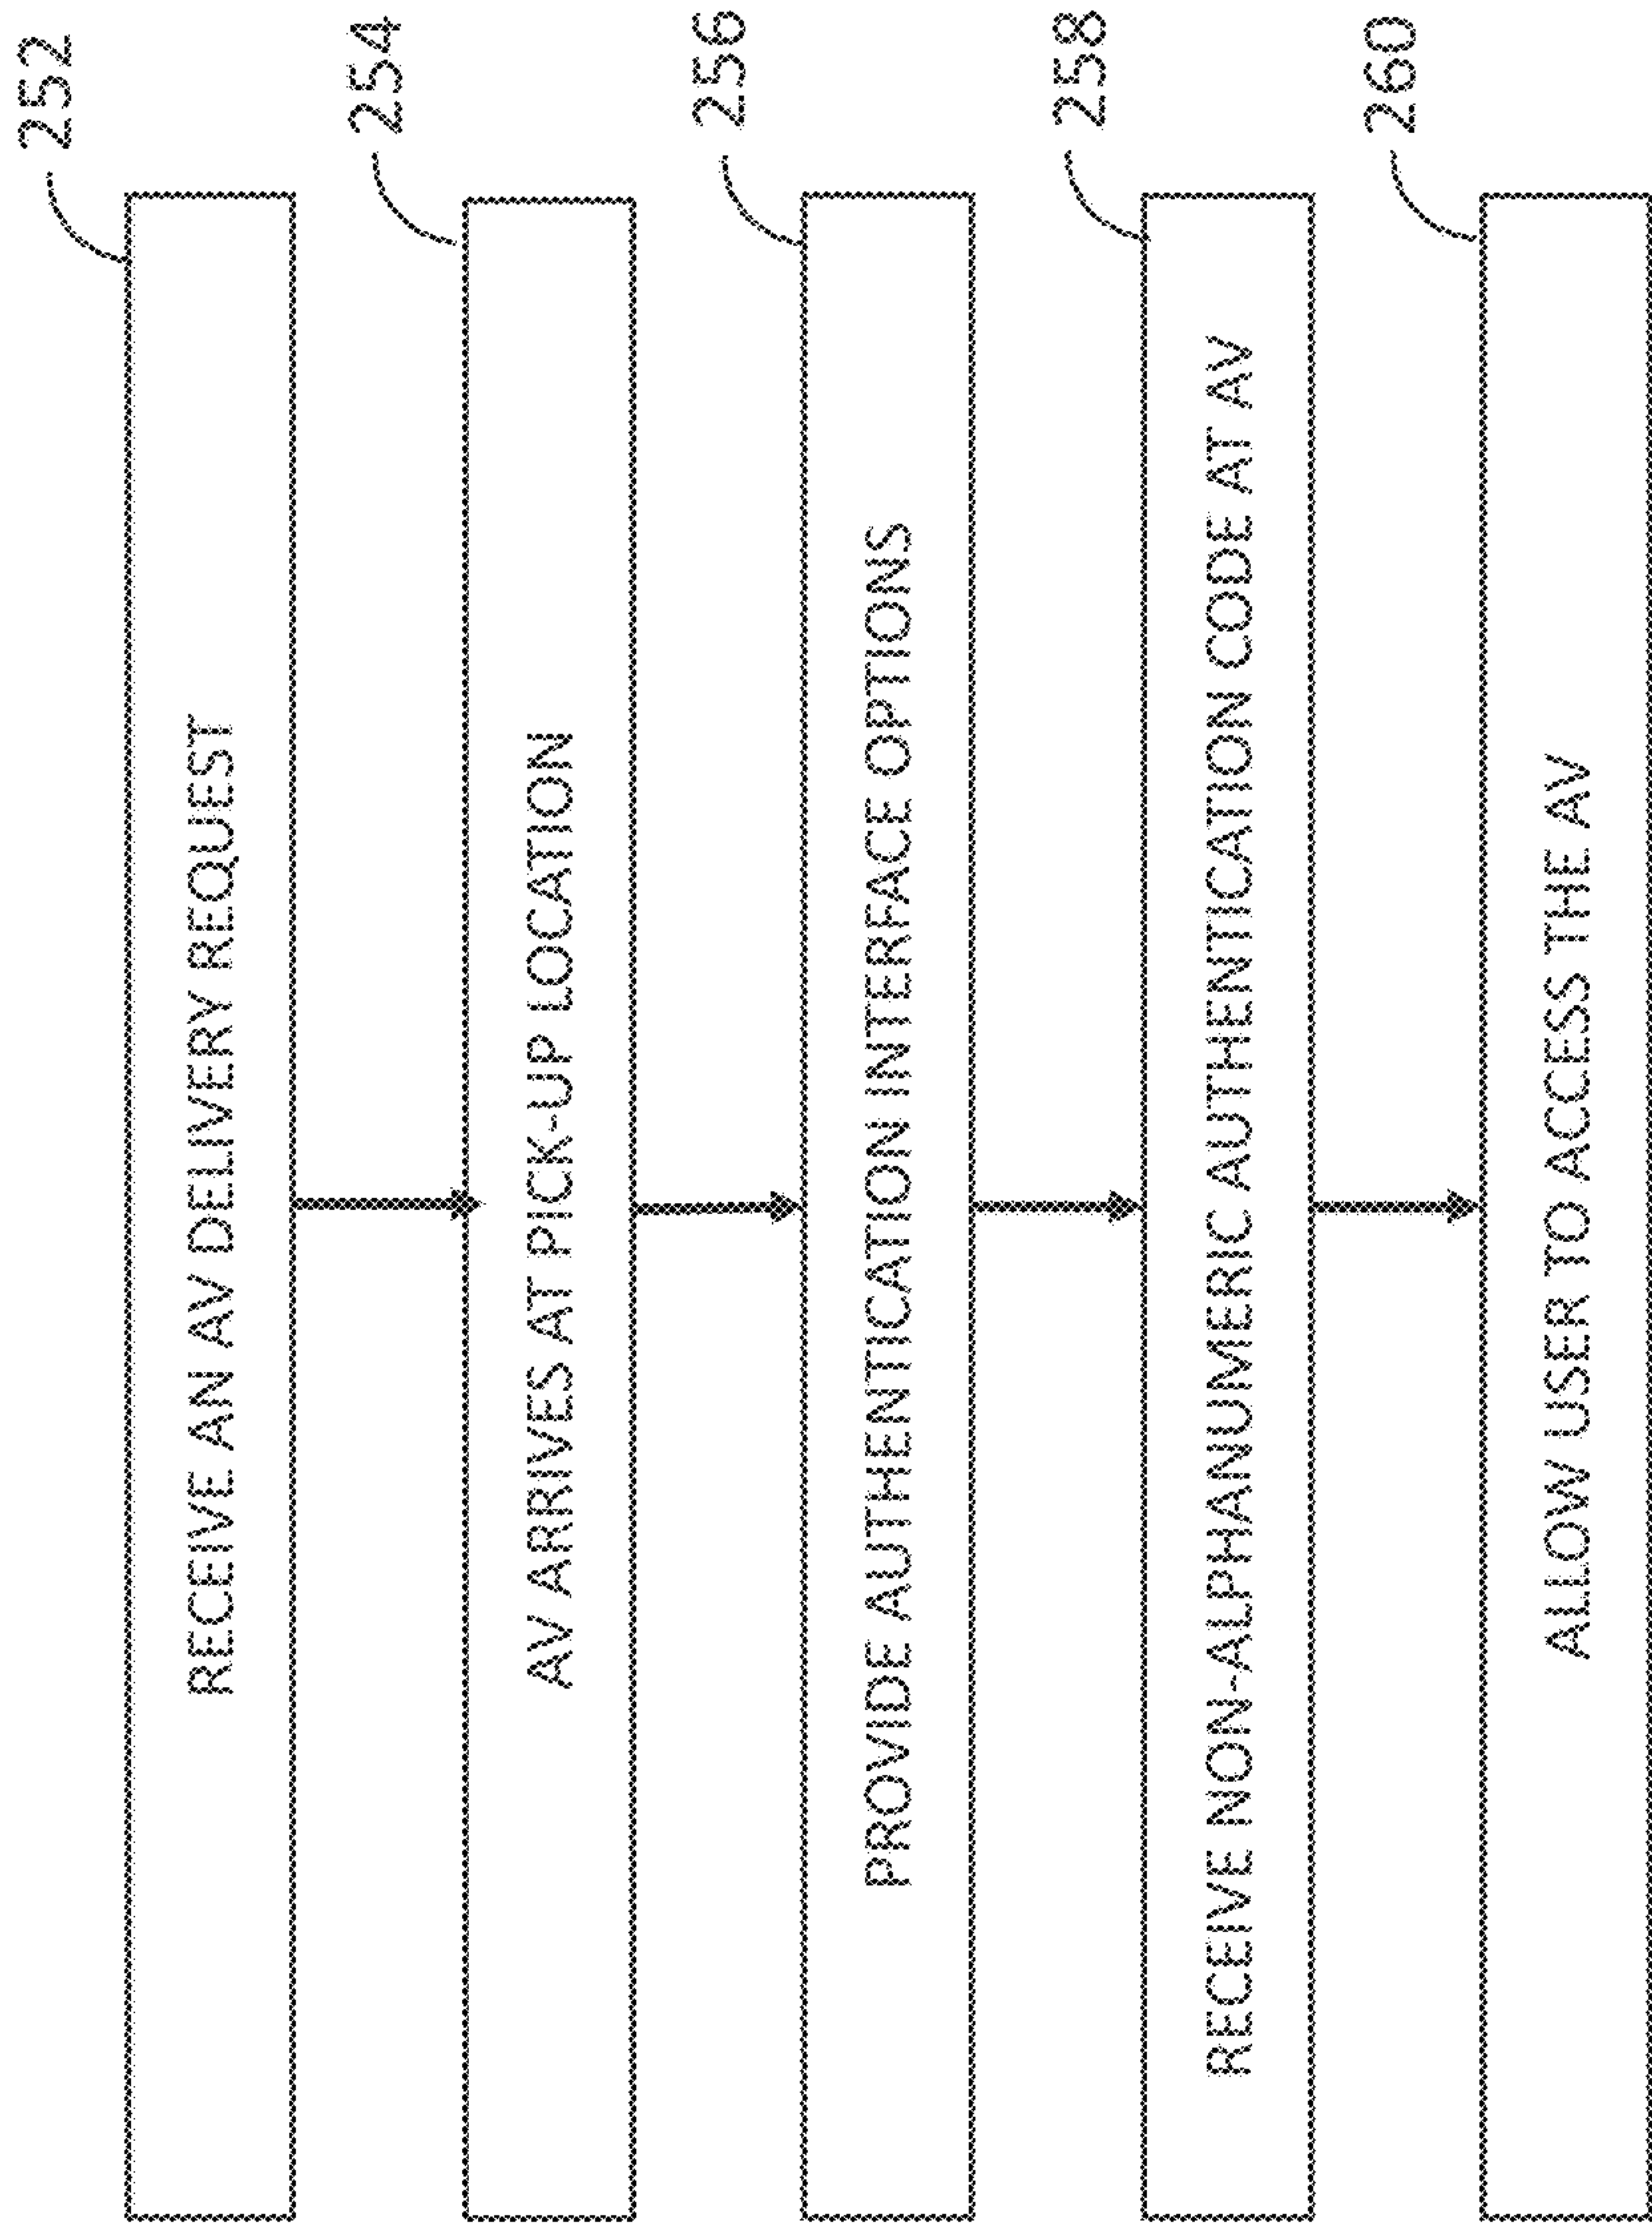 252
RECEIVE AN AV DELIVERY REQUEST
254
AV ARRIVES AT PICK-UP LOCATION
256
PROVIDE AUTHENTICATION INTERFACE OPTIONS
258
RECEIVE NON-ALPHANUMERIC AUTHENTICATION CODE AT AV
260
ALLOW USER TO ACCESS THE AV